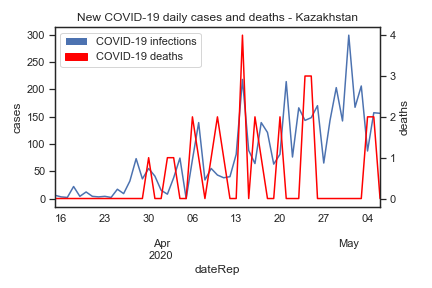 New COVID-19 daily cases and deaths - Kazakhstan
COVID-19 infections
COVID-19 deaths
300
250
200
150
100
50
0
cases
4
3
2
1
0
deaths
16 23 30 06 13 20 27 04
Apr May
2020
dateRep